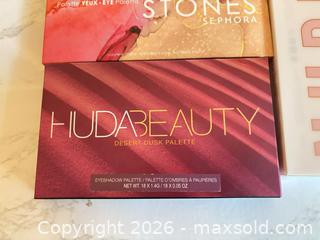 Palette YEUX • EYE Palette
STONES
SEPHORA
HUDABEAUTY
DESERT DUSK PALETTE
EYESHADOW PALETTE / PALETTE D'OMBRES À PAUPIÈRES
NET WT. 18 X 1.4G / 18 X 0.05 OZ
Copyright 2026 - maxsold.com